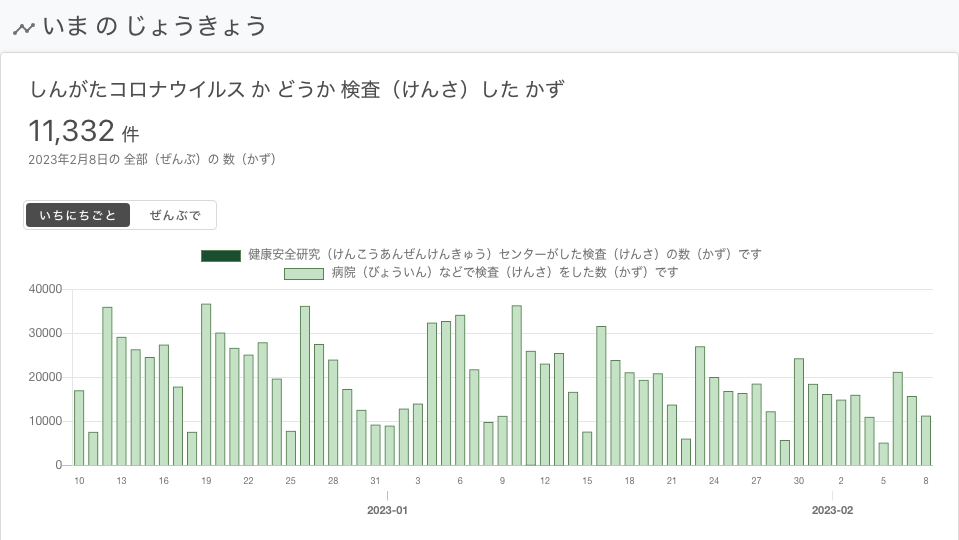 いま の じょうきょう
しんがたコロナウイルス か どうか 検査（けんさ）した かず
11,332 件
2023年2月8日の 全部（ぜんぶ）の 数（かず）
いちにちごと ぜんぶで
健康安全研究（けんこうあんぜんけんきゅう）センターがした検査（けんさ）の数（かず）です
病院（びょういん）などで検査（けんさ）をした数（かず）です
40000
30000
20000
10000
0
10 13 16 19 22 25 28 31 3 6 9 12 15 18 21 24 27 30 2 5 8
2023-01 2023-02